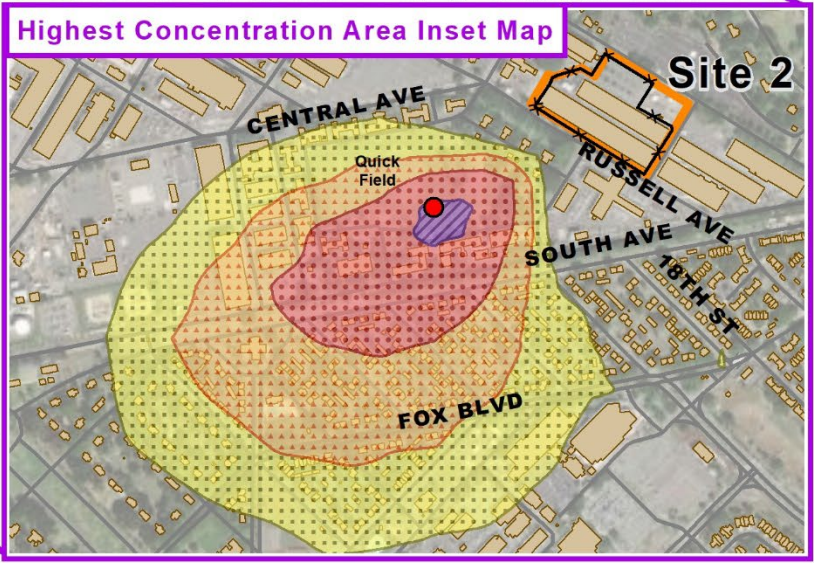 Highest Concentration Area Inset Map
Site 2
CENTRAL AVE
Quick
Field
RUSSELL AVE
SOUTH AVE
18TH ST
FOX BLVD